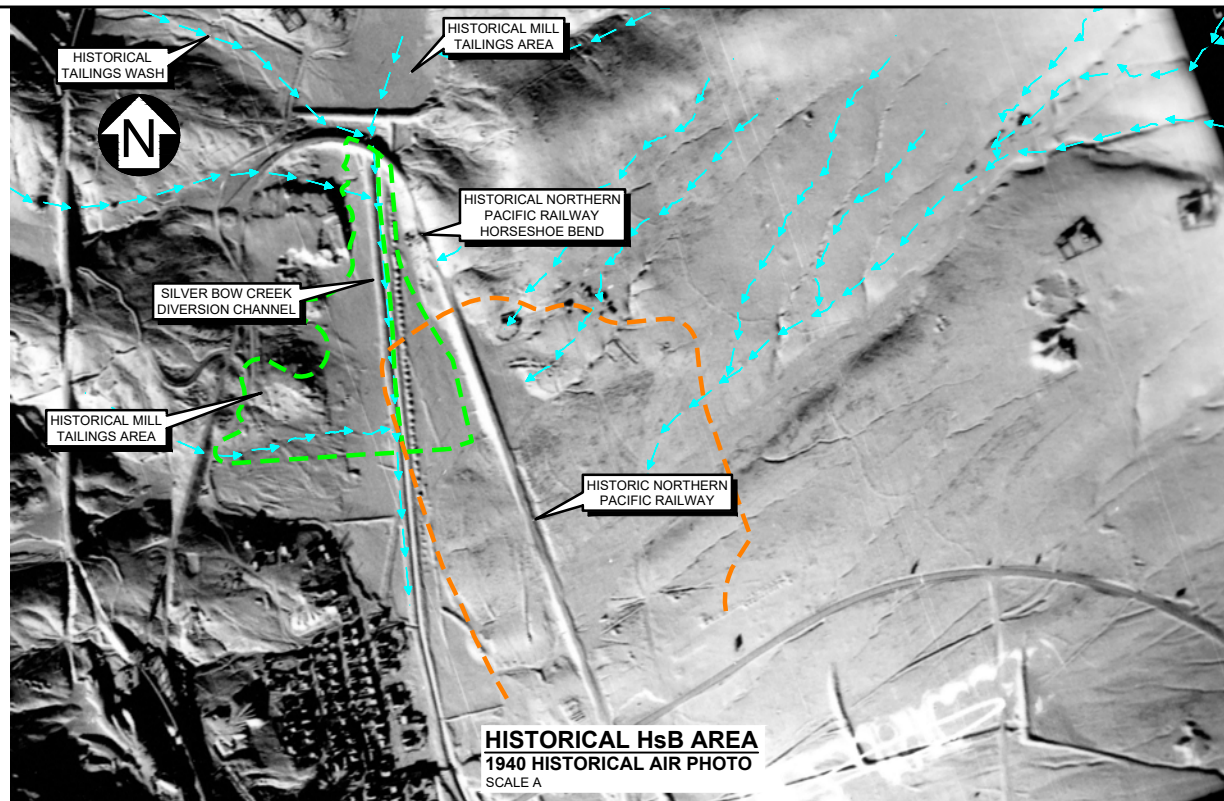 HISTORICAL
TAILINGS WASH
HISTORICAL MILL
TAILINGS AREA
N
HISTORICAL NORTHERN
PACIFIC RAILWAY
HORSESHOE BEND
SILVER BOW CREEK
DIVERSION CHANNEL
HISTORICAL MILL
TAILINGS AREA
HISTORIC NORTHERN
PACIFIC RAILWAY
HISTORICAL HsB AREA
1940 HISTORICAL AIR PHOTO
SCALE A